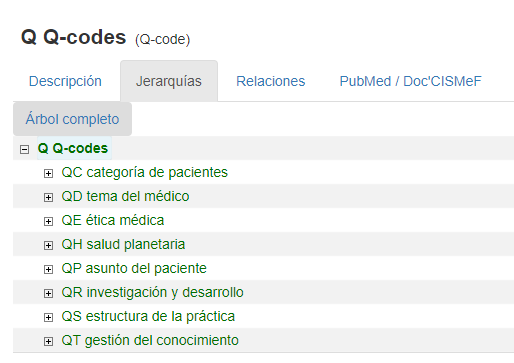 Q Q-codes (Q-code)
Descripción Jerarquías Relaciones PubMed / Doc'CISMeF
Árbol completo
Q Q-codes
QC categoría de pacientes
QD tema del médico
QE ética médica
QH salud planetaria
QP asunto del paciente
QR investigación y desarrollo
QS estructura de la práctica
QT gestión del conocimiento